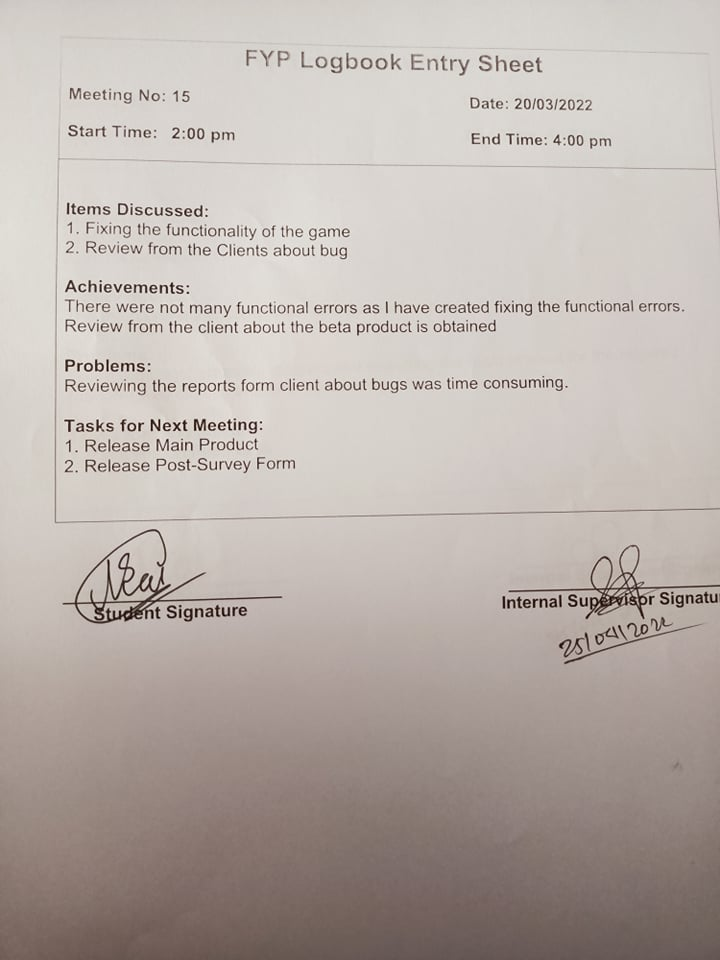 FYP Logbook Entry Sheet
Meeting No: 15
Date: 20/03/2022
Start Time: 2:00 pm
End Time: 4:00 pm
Items Discussed:
1. Fixing the functionality of the game
2. Review from the Clients about bug
Achievements:
There were not many functional errors as I have created fixing the functional errors.
Review from the client about the beta product is obtained
Problems:
Reviewing the reports form client about bugs was time consuming.
Tasks for Next Meeting:
1. Release Main Product
2. Release Post-Survey Form
Student Signature
Internal Supervisor Signatu
25/04/2022